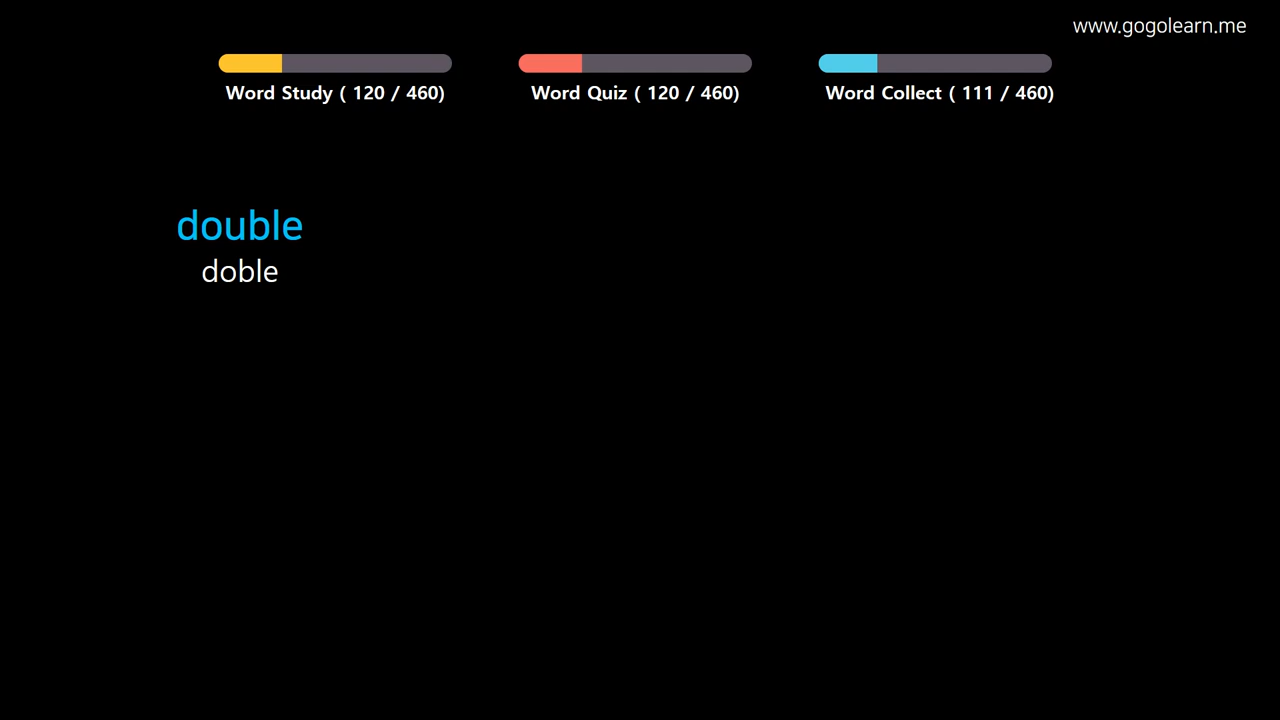 www.gogolearn.me
Word Study ( 120 / 460)
Word Quiz ( 120 / 460)
Word Collect ( 111 / 460)
double
doble